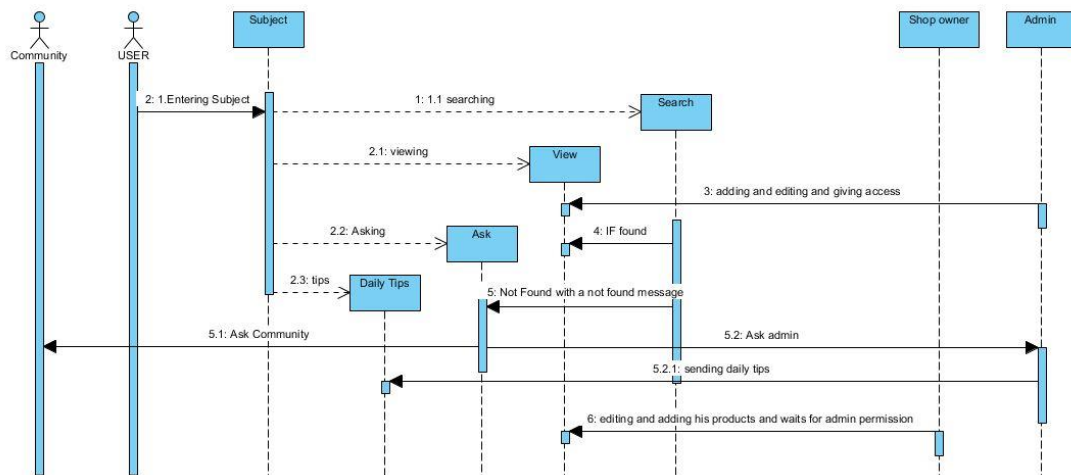 Subject
Shop owner
Admin
Community
USER
2: 1.Entering Subject
1: 1.1 searching
Search
2.1: viewing
View
3: adding and editing and giving access
2.2: Asking
Ask
4: IF found
2.3: tips
Daily Tips
5: Not Found with a not found message
5.1: Ask Community
5.2: Ask admin
5.2.1: sending daily tips
6: editing and adding his products and waits for admin permission